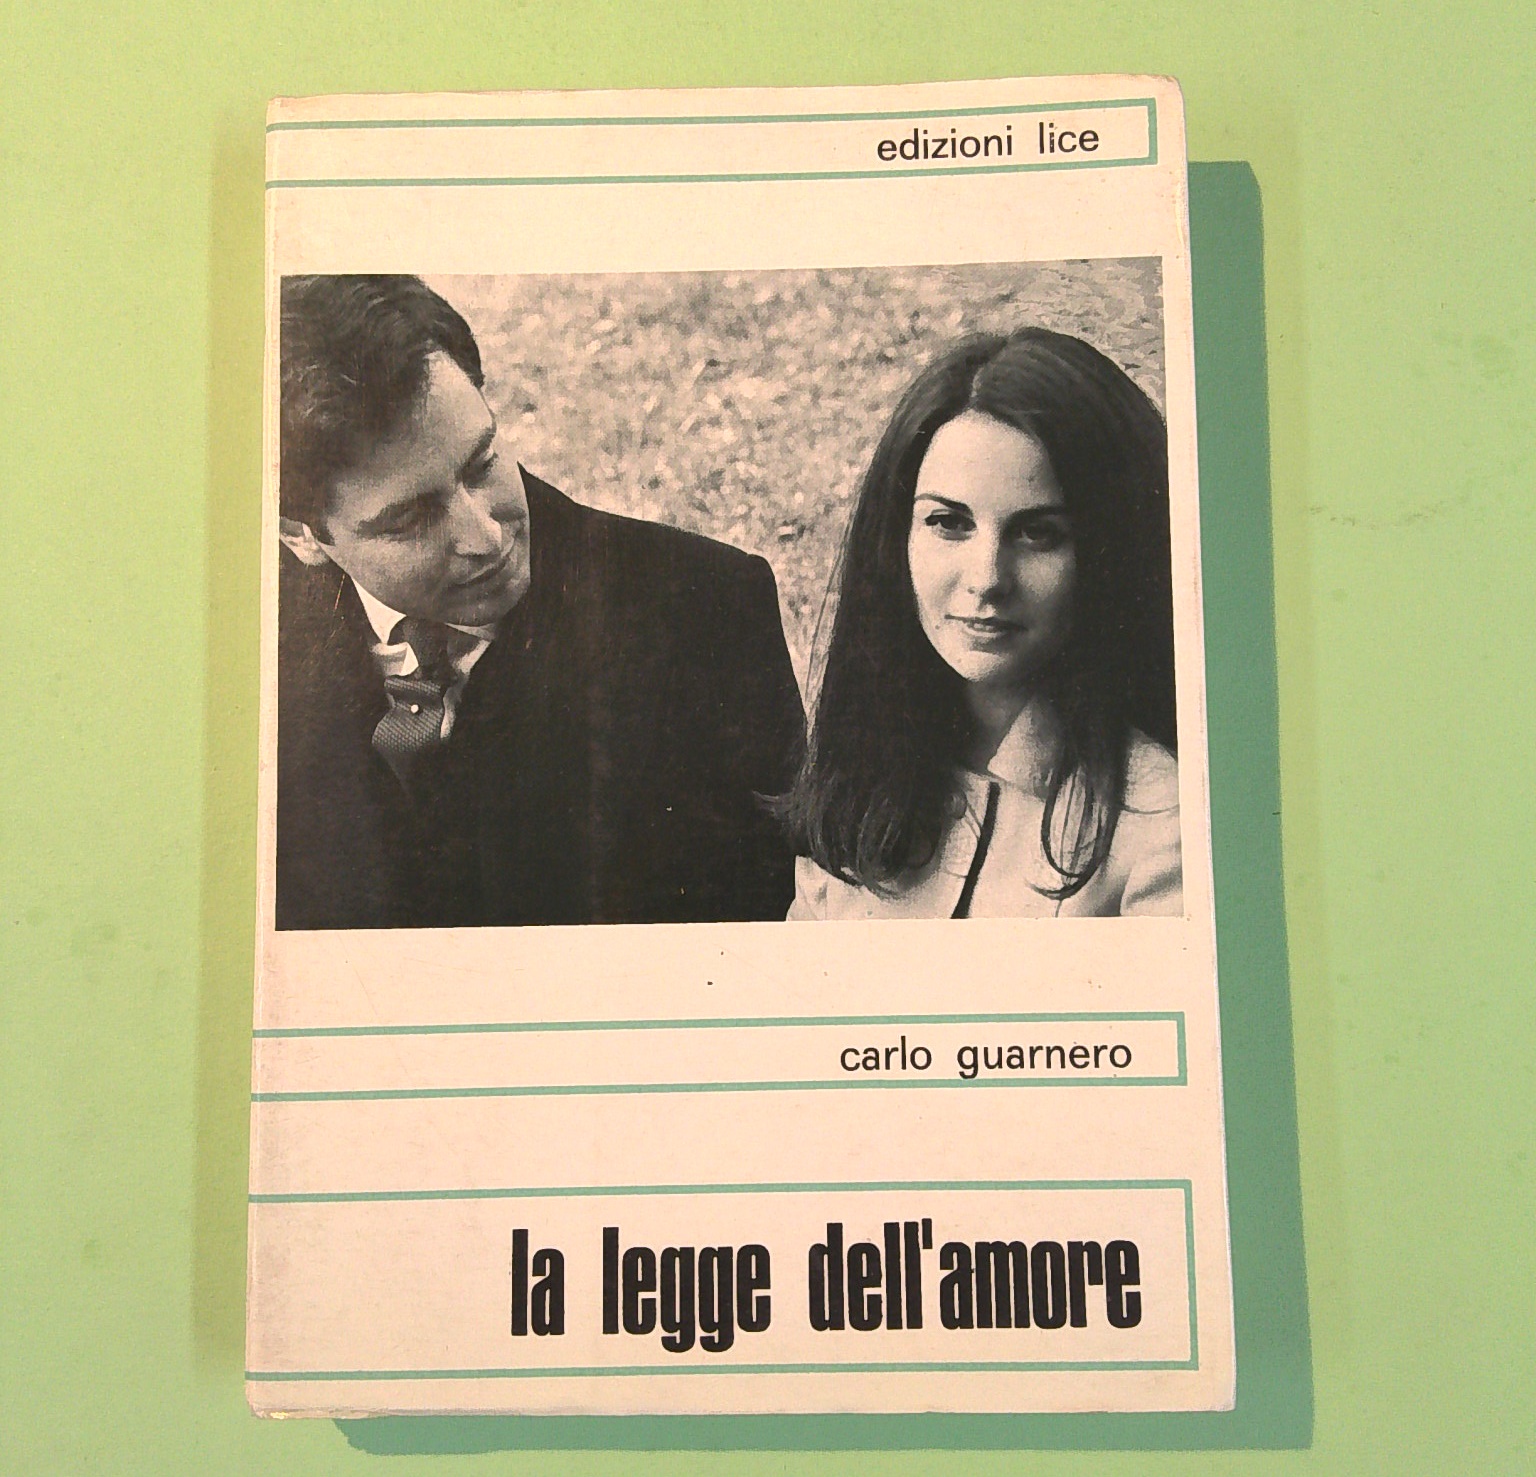 edizioni lice
carlo guarnero
la legge dell'amore